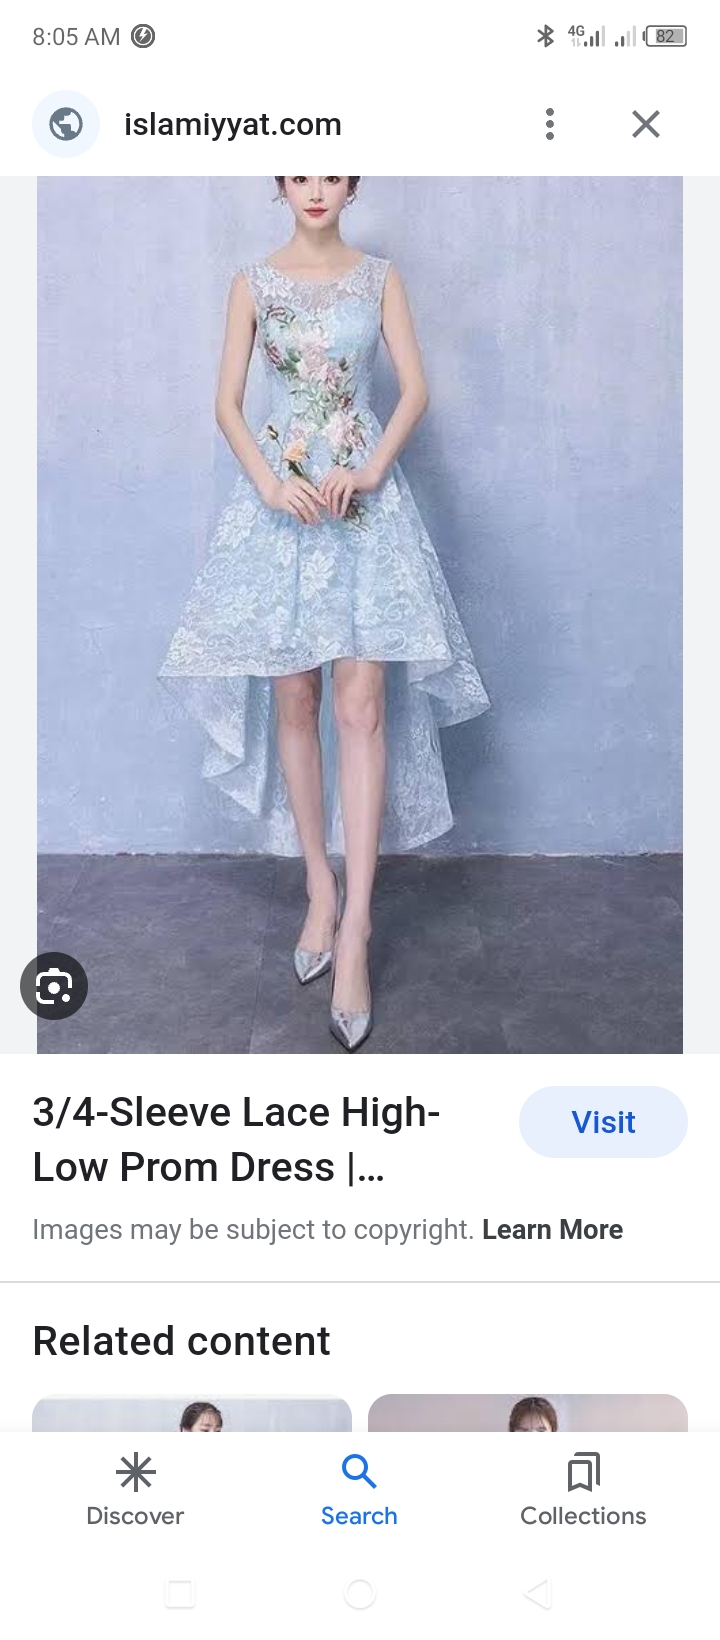 8:05 AM
4G
82
islamiyyat.com
3/4-Sleeve Lace High-
Low Prom Dress |...
Visit
Images may be subject to copyright. Learn More
Related content
Discover
Search
Collections